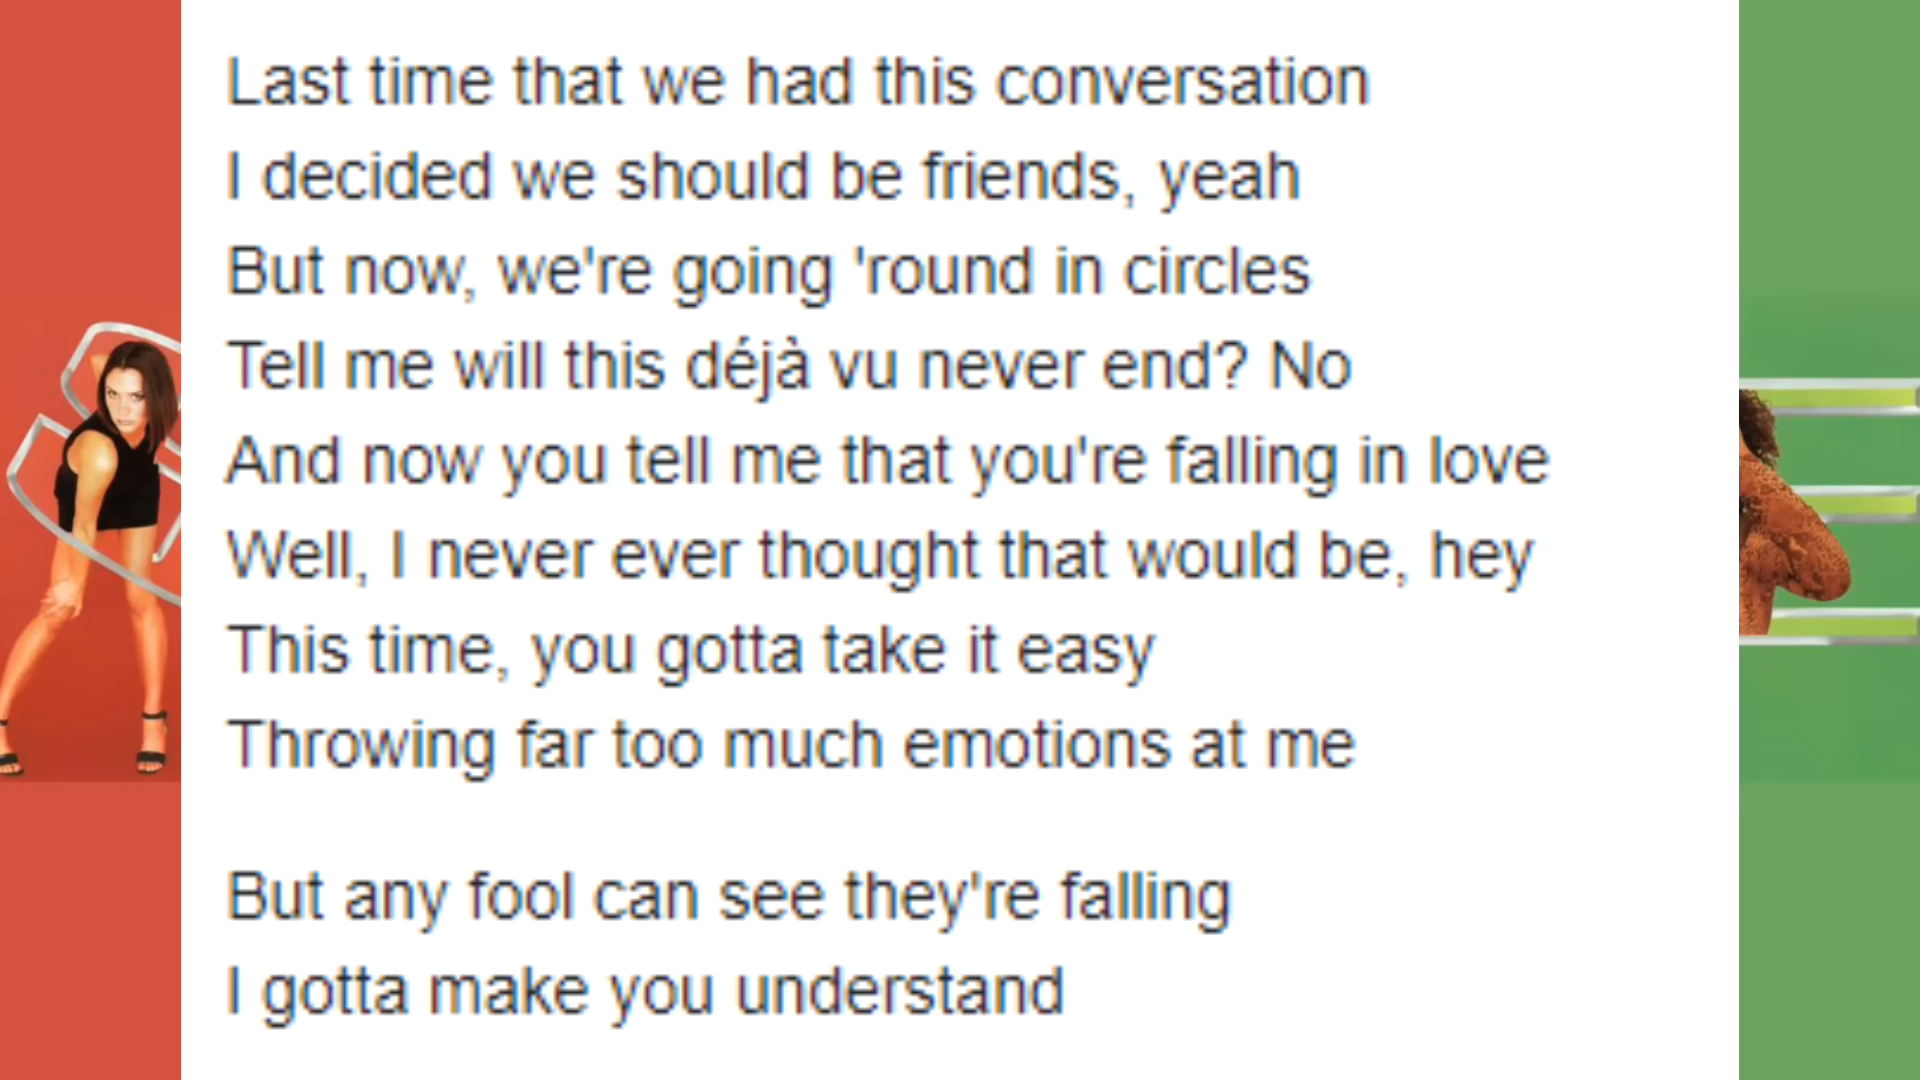 Last time that we had this conversation
I decided we should be friends, yeah
But now, we're going 'round in circles
Tell me will this déjà vu never end? No
And now you tell me that you're falling in love
Well, I never ever thought that would be, hey
This time, you gotta take it easy
Throwing far too much emotions at me
But any fool can see they're falling
I gotta make you understand